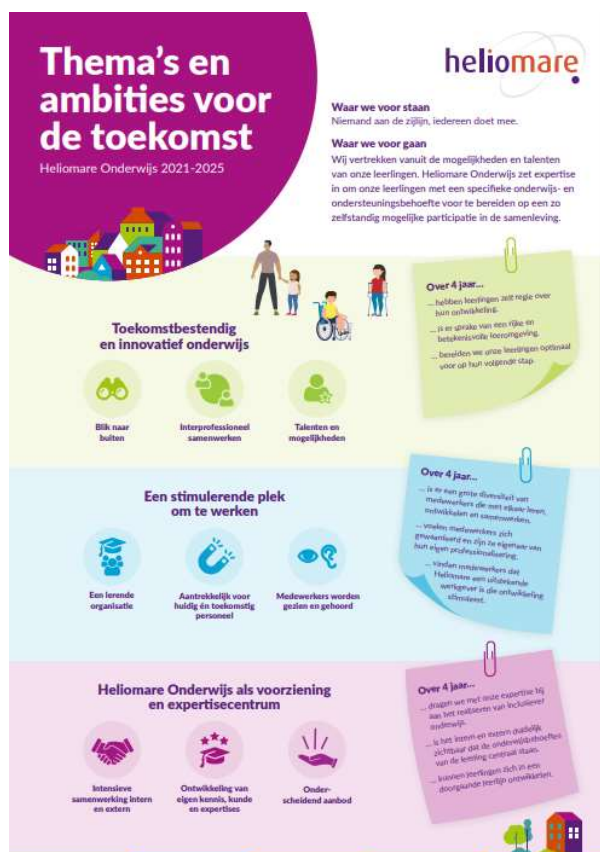 Thema's en
ambities voor
de toekomst
Heliomare Onderwijs 2021-2025
heliomare
Waar we voor staan
Niemand aan de zijlijn, iedereen doet mee.
Waar we voor gaan
Wij vertrekken vanuit de mogelijkheden en talenten
van onze leerlingen. Heliomare Onderwijs zet expertise
in om onze leerlingen met een specifieke onderwijs- en
ondersteuningsbehoefte voor te bereiden op een zo
zelfstandig mogelijke participatie in de samenleving.
Toekomstbestendig
en innovatief onderwijs
Blik naar
buiten
Interprofessioneel
samenwerken
Talenten en
mogelijkheden
Over 4 jaar...
... hebben leerlingen zelf regie over
hun ontwikkeling.
... is er sprake van een rijke en
betekenisvolle leeromgeving.
... bereiden we onze leerlingen optimaal
voor op hun volgende stap.
Een stimulerende plek
om te werken
Een lerende
organisatie
Aantrekkelijk voor
huidig én toekomstig
personeel
Medewerkers worden
gezien en gehoord
Over 4 jaar...
... is er een grote diversiteit van
medewerkers die met elkaar leren,
ontwikkelen en samenwerken.
... voelen medewerkers zich
gewaardeerd en zijn ze eigenaar van
hun eigen professionalisering.
... vinden medewerkers dat
Heliomare een uitstekende
werkgever is die ontwikkeling
stimuleert.
Heliomare Onderwijs als voorziening
en expertisecentrum
Intensieve
samenwerking intern
en extern
Ontwikkeling van
eigen kennis, kunde
en expertises
Onder-
scheidend aanbod
Over 4 jaar...
... dragen we met onze expertise bij
aan het realiseren van inclusiever
onderwijs.
... is het intern en extern duidelijk
zichtbaar dat de onderwijsbehoeften
van de leerling centraal staan.
... kunnen leerlingen zich in een
doorgaande leerlijn ontwikkelen.